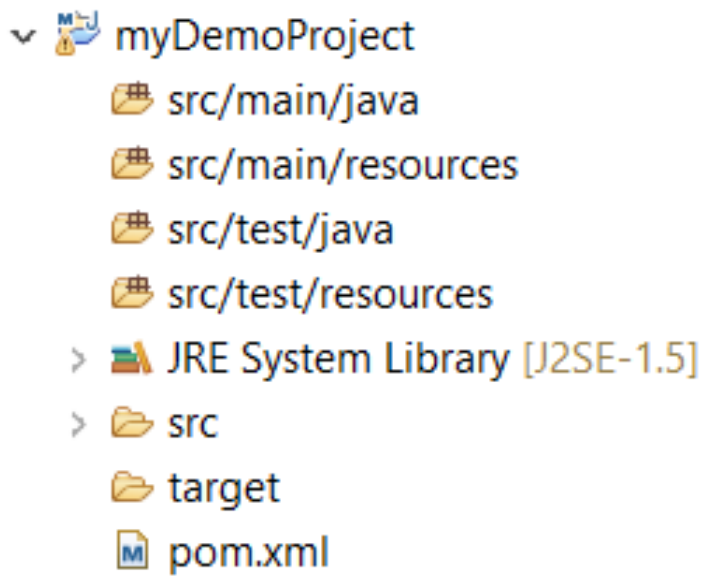 myDemoProject
src/main/java
src/main/resources
src/test/java
src/test/resources
JRE System Library [J2SE-1.5]
src
target
pom.xml